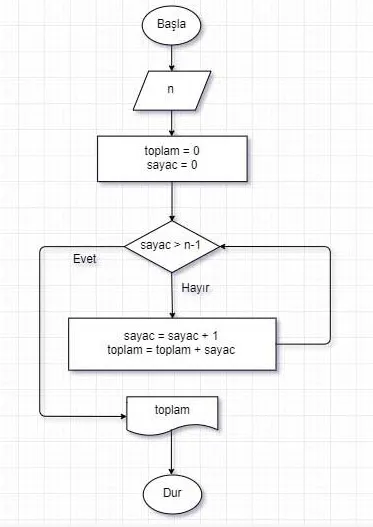 Başla
n
toplam = 0
sayac = 0
sayac > n-1
Evet
Hayır
sayac = sayac + 1
toplam = toplam + sayac
toplam
Dur